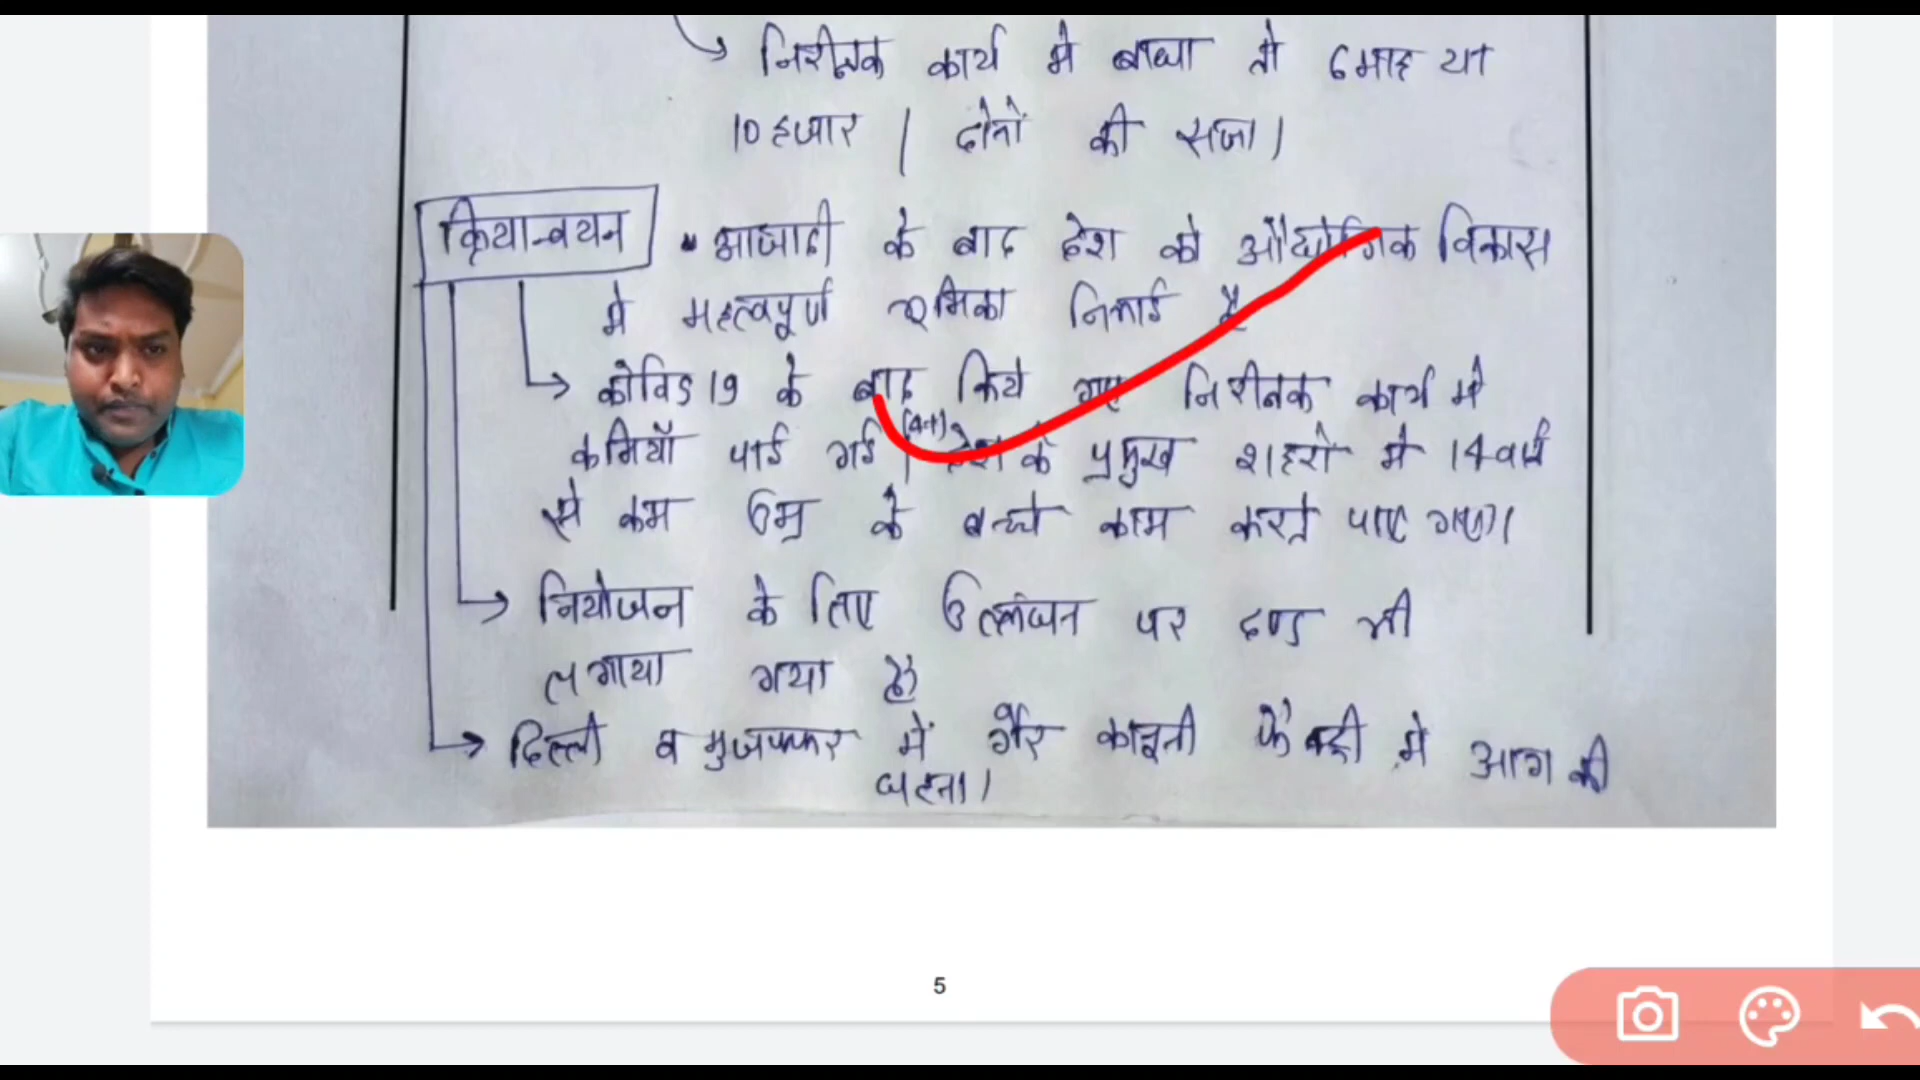 निरीक्षक कार्य मे बाधा तो 6माह या
10 हजार / दोनों की सजा।
क्रियान्वयन • आजादी के बाद देश को औद्योगिक विकास
मे महत्वपूर्ण भूमिका निभाई है
कोविड 19 के बाद किये गए निरीक्षक कार्य मे
कमियाँ पाई गई। देश के प्रमुख शहरो मे 14 वर्ष
से कम उम्र के बच्चे काम करते पाए गए।
नियोजन के लिए उल्लंघन पर दण्ड भी
लगाया गया है
दिल्ली व मुजफ्फर में गैर कानूनी फैक्ट्री मे आग की
घटना।
5